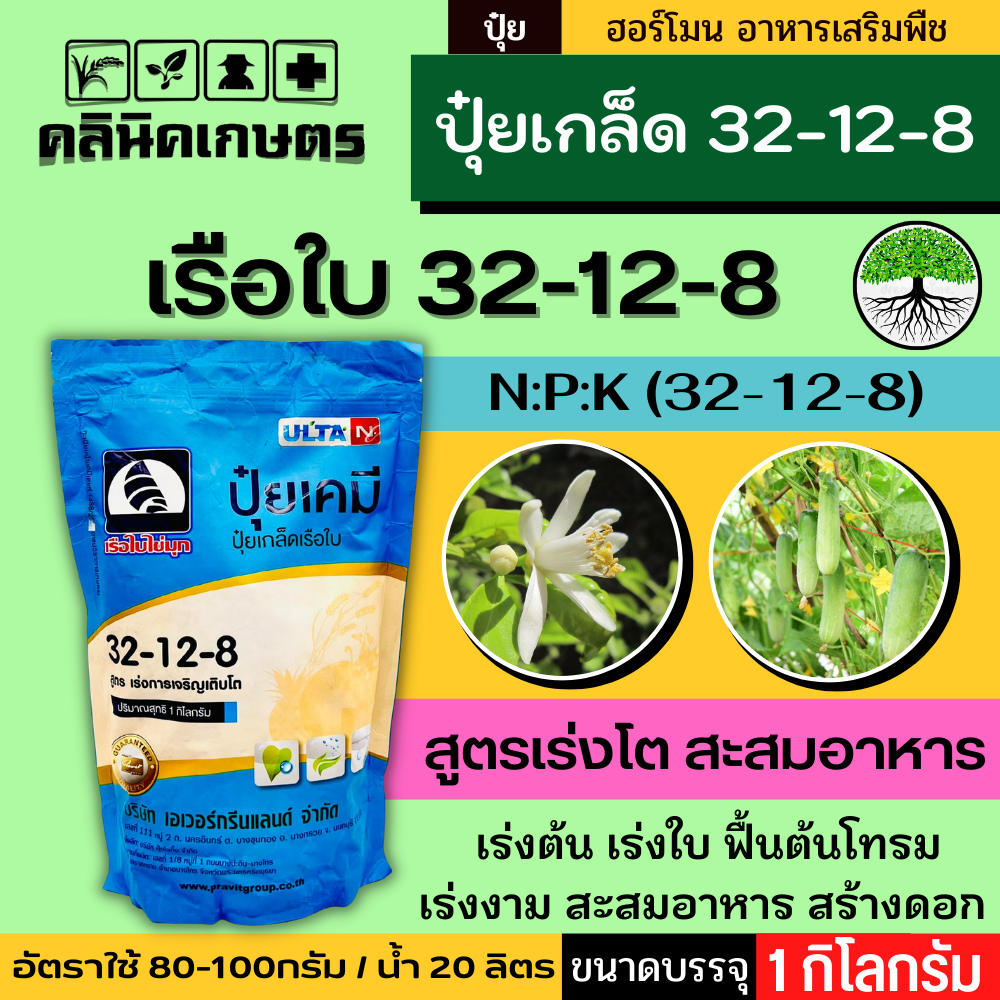 ปุ๋ย
ฮอร์โมน อาหารเสริมพืช
คลินิคเกษตร
ปุ๋ยเกล็ด 32-12-8
เรือใบ 32-12-8
N:P:K (32-12-8)
ULTA N
ปุ๋ยเคมี
ปุ๋ยเกล็ดเรือใบ
เรือใบไข่มุก
32-12-8
สูตร เร่งการเจริญเติบโต
ปริมาณสุทธิ 1 กิโลกรัม
GUARANTEED
QUALITY
บริษัท เอเวอร์กรีนแลนด์ จำกัด
www.pravitgroup.co.th
สูตรเร่งโต สะสมอาหาร
เร่งต้น เร่งใบ ฟื้นต้นโทรม
เร่งงาม สะสมอาหาร สร้างดอก
อัตราใช้ 80-100กรัม / น้ำ 20 ลิตร
ขนาดบรรจุ
1 กิโลกรัม